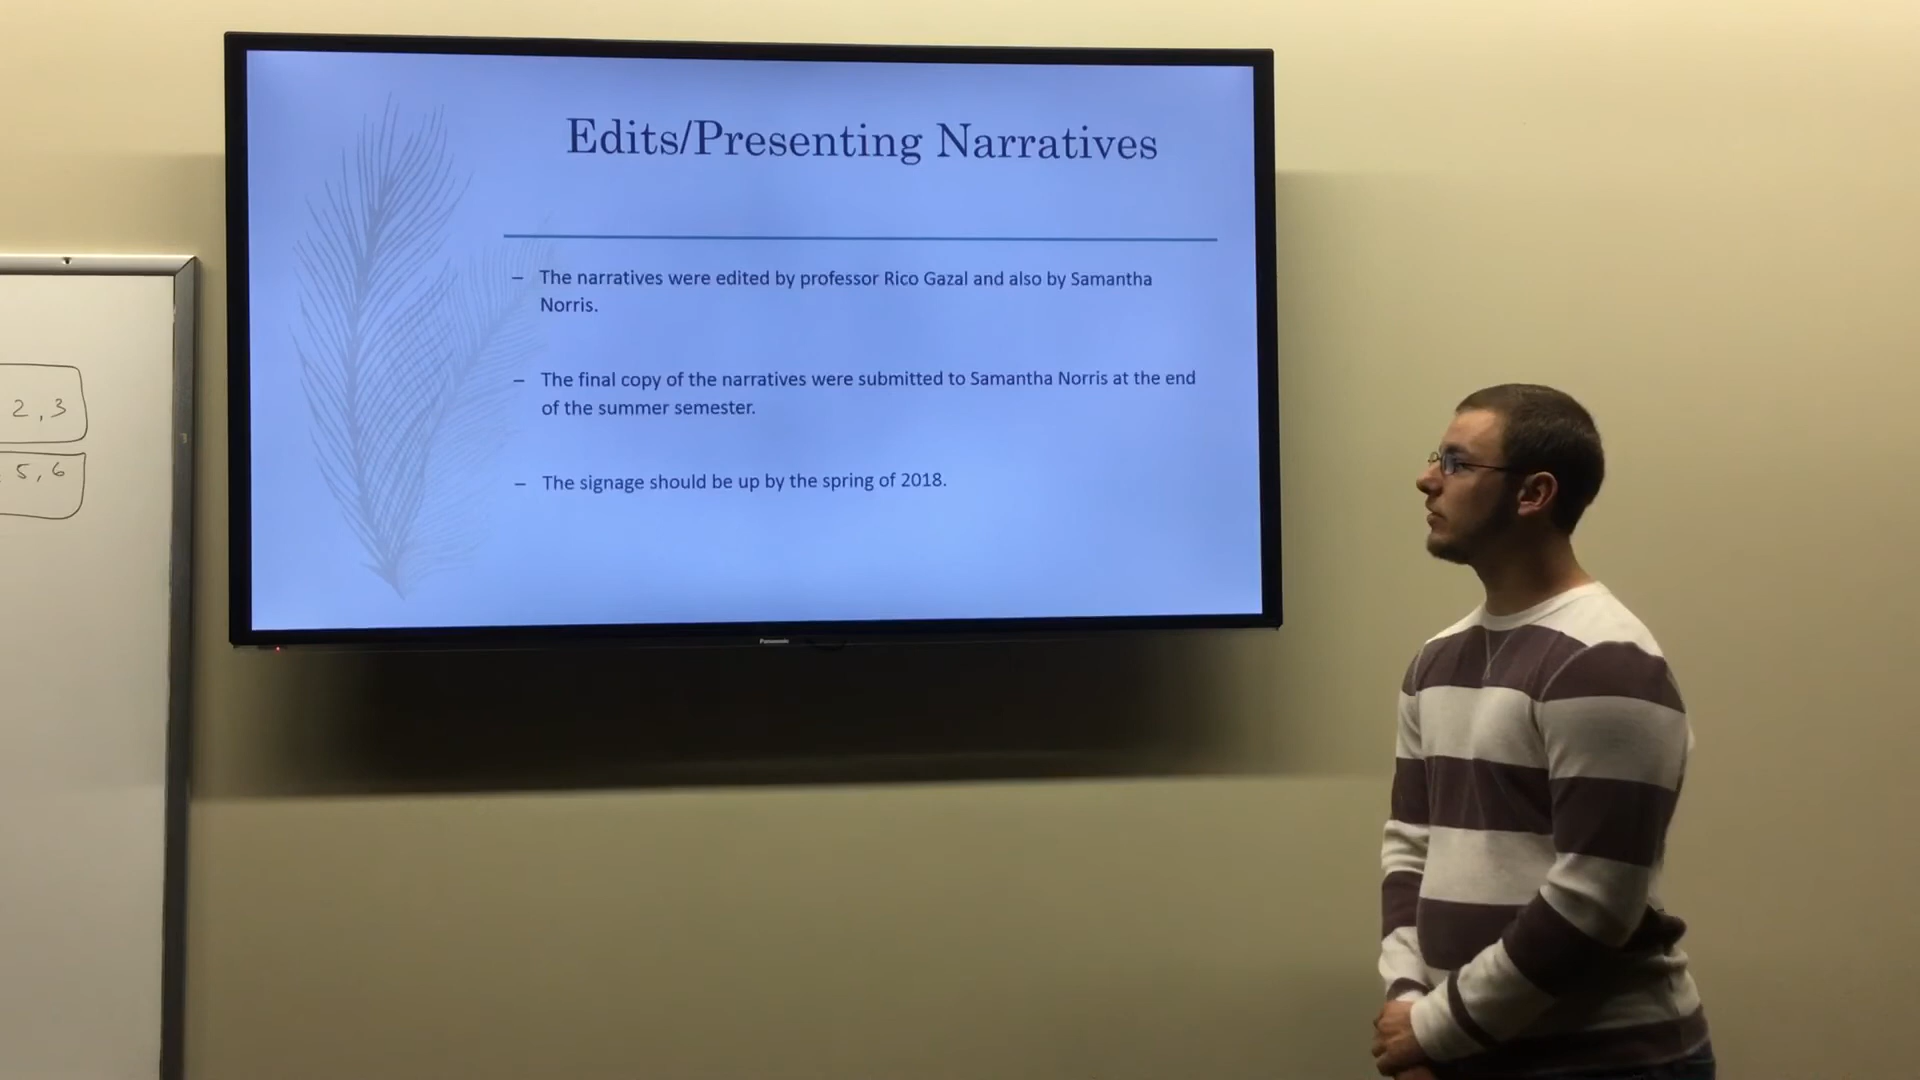 Edits/Presenting Narratives
– The narratives were edited by professor Rico Gazal and also by Samantha
Norris.
– The final copy of the narratives were submitted to Samantha Norris at the end
of the summer semester.
– The signage should be up by the spring of 2018.
Panasonic
2,3
5,6